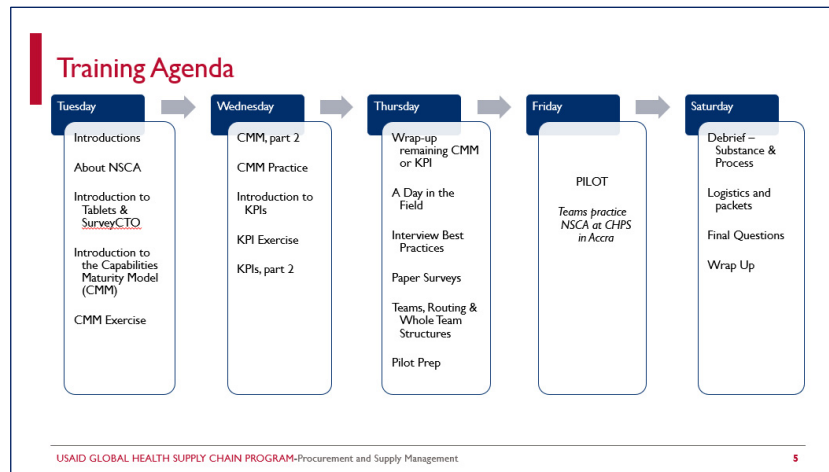 Training Agenda
Tuesday
Introductions
About NSCA
Introduction to
Tablets &
SurveyCTO
Introduction to
the Capabilities
Maturity Model
(CMM)
CMM Exercise
Wednesday
CMM, part 2
CMM Practice
Introduction to
KPIs
KPI Exercise
KPIs, part 2
Thursday
Wrap-up
remaining CMM
or KPI
A Day in the
Field
Interview Best
Practices
Paper Surveys
Teams, Routing &
Whole Team
Structures
Pilot Prep
Friday
PILOT
Teams practice
NSCA at CHPS
in Accra
Saturday
Debrief –
Substance &
Process
Logistics and
packets
Final Questions
Wrap Up
USAID GLOBAL HEALTH SUPPLY CHAIN PROGRAM-Procurement and Supply Management
5